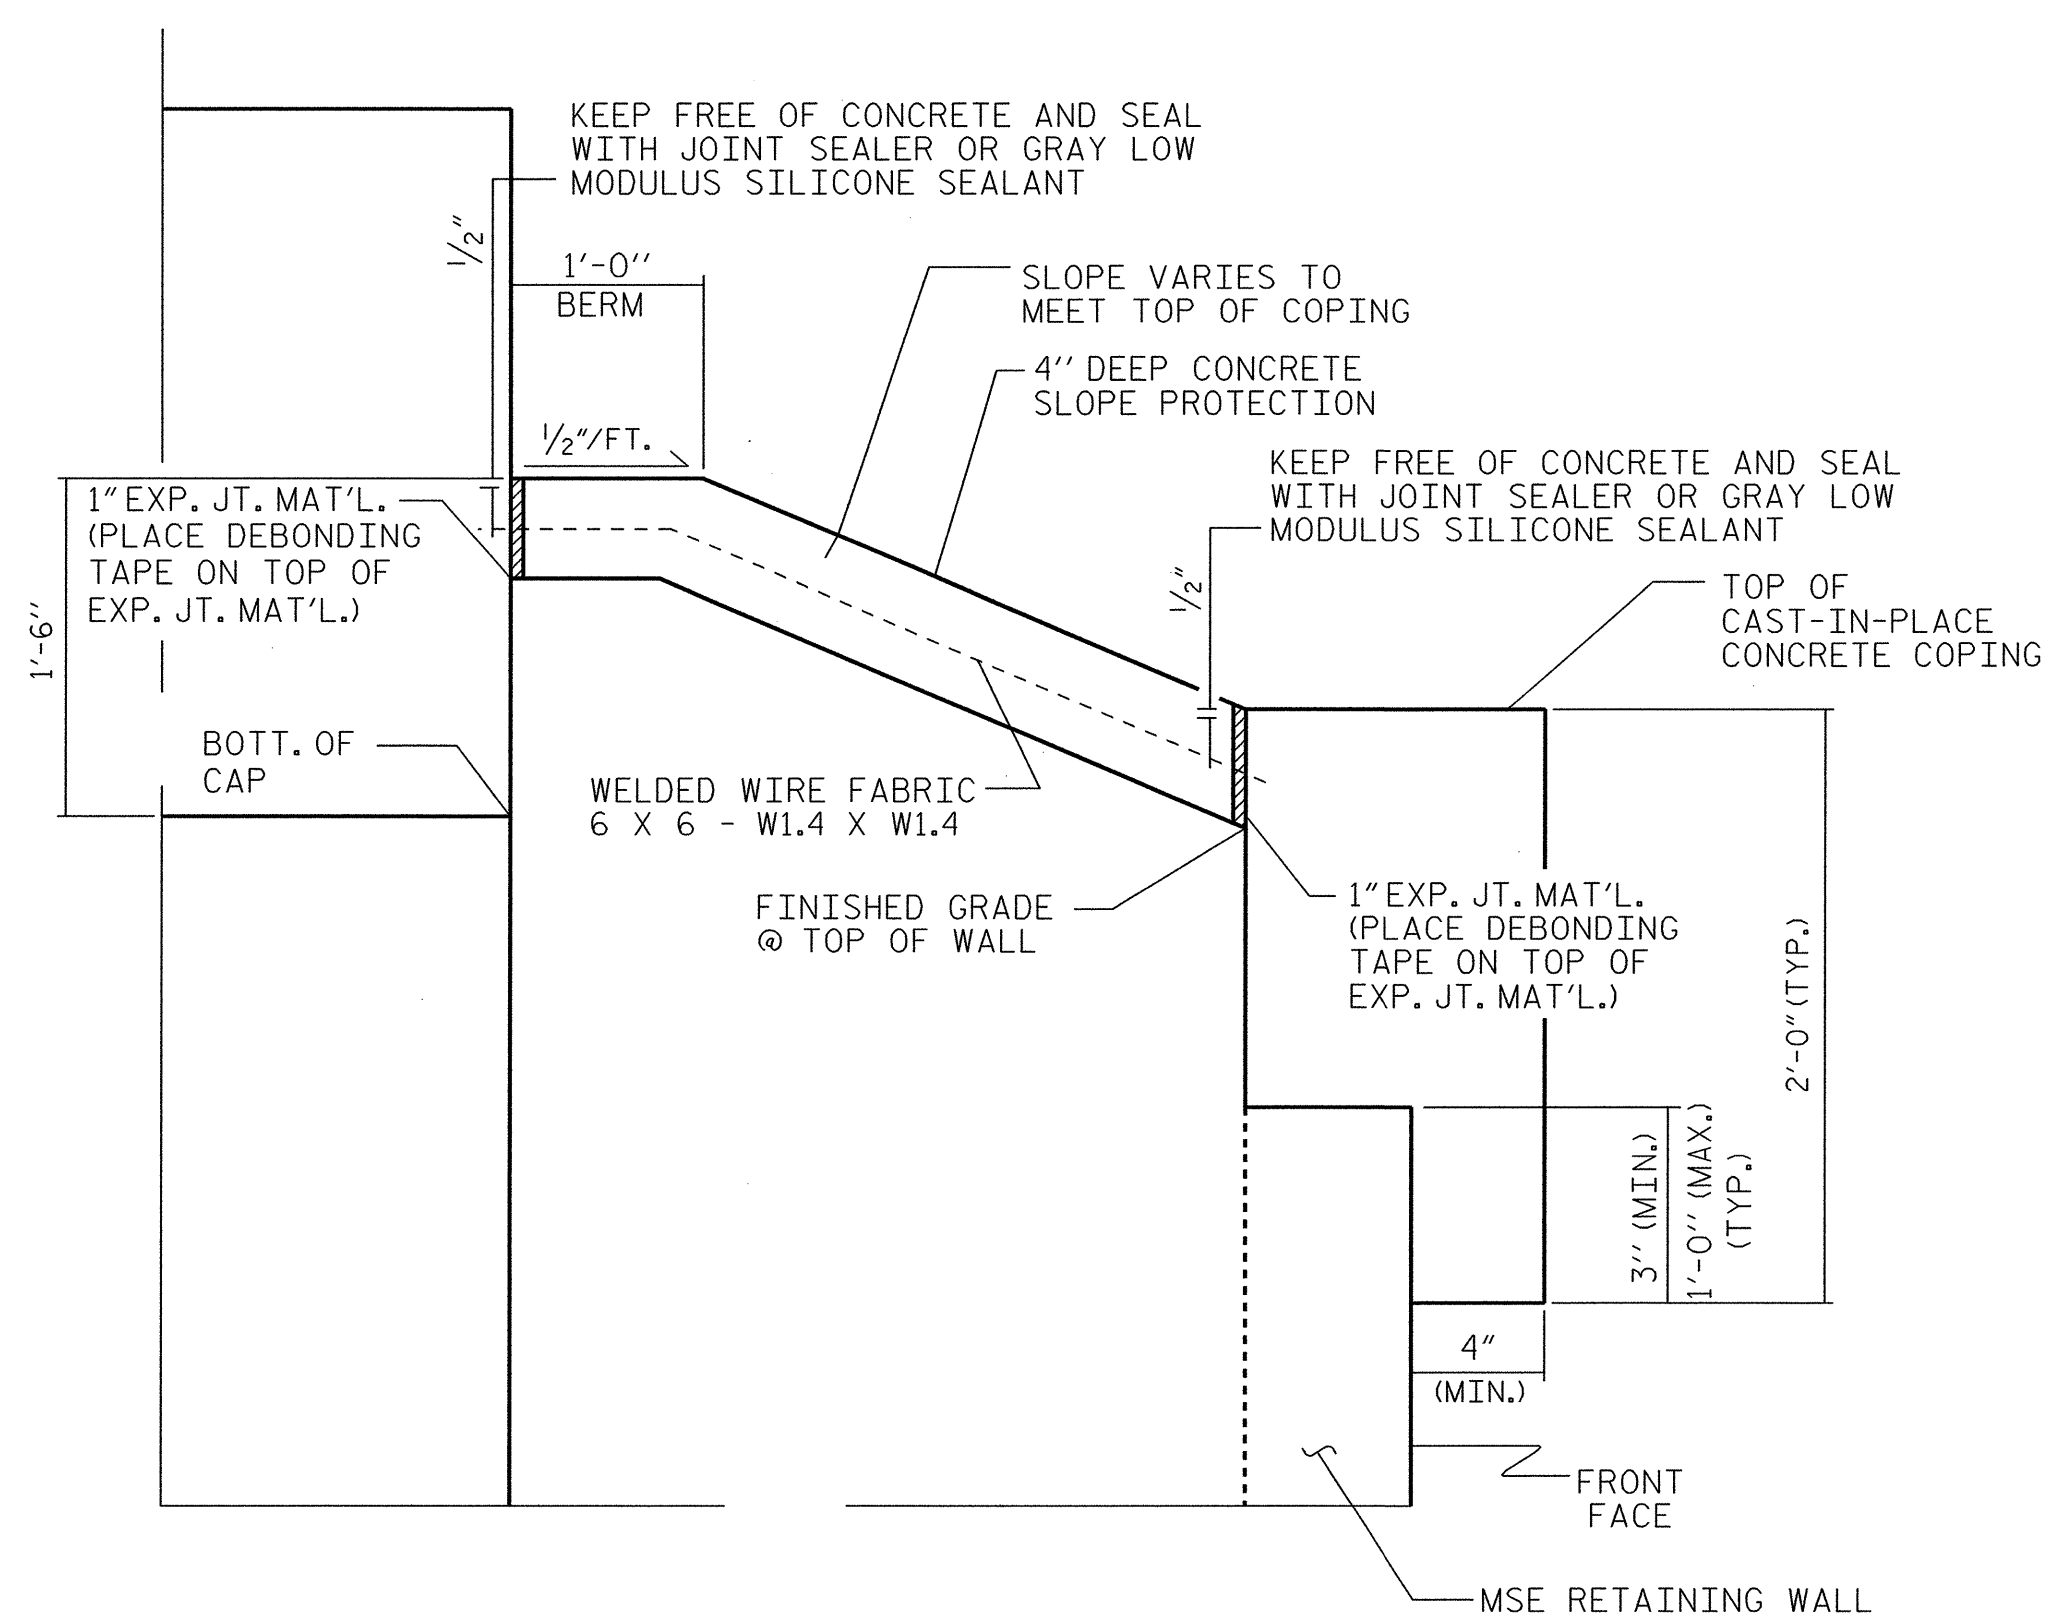 KEEP FREE OF CONCRETE AND SEAL
WITH JOINT SEALER OR GRAY LOW
MODULUS SILICONE SEALANT
1/2"
1'-0"
BERM
SLOPE VARIES TO
MEET TOP OF COPING
4" DEEP CONCRETE
SLOPE PROTECTION
1/2"/FT.
KEEP FREE OF CONCRETE AND SEAL
WITH JOINT SEALER OR GRAY LOW
MODULUS SILICONE SEALANT
1" EXP. JT. MAT'L.
(PLACE DEBONDING
TAPE ON TOP OF
EXP. JT. MAT'L.)
1'-6"
1/2"
TOP OF
CAST-IN-PLACE
CONCRETE COPING
BOTT. OF
CAP
WELDED WIRE FABRIC
6 X 6 - W1.4 X W1.4
FINISHED GRADE
@ TOP OF WALL
1" EXP. JT. MAT'L.
(PLACE DEBONDING
TAPE ON TOP OF
EXP. JT. MAT'L.)
2'-0" (TYP.)
3" (MIN.)
1'-0" (MAX.)
(TYP.)
4"
(MIN.)
FRONT
FACE
MSE RETAINING WALL